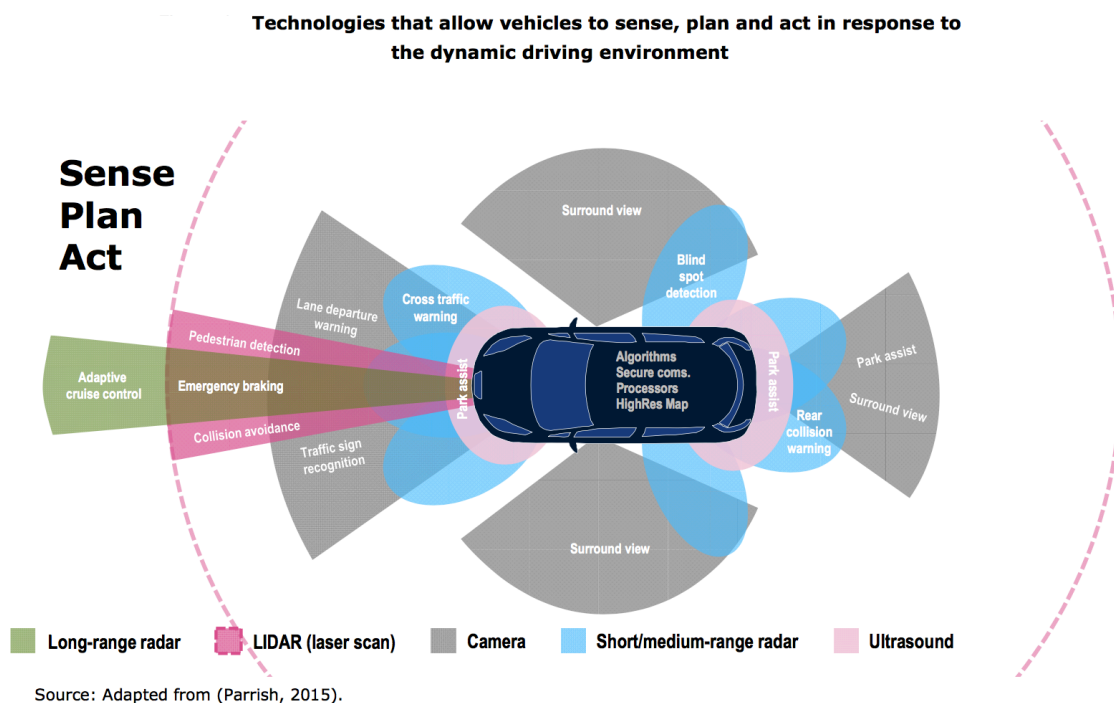 Technologies that allow vehicles to sense, plan and act in response to
the dynamic driving environment
Sense
Plan
Act
Surround view
Blind
spot
detection
Lane departure
warning
Cross traffic
warning
Pedestrian detection
Adaptive
cruise control
Emergency braking
Collision avoidance
Traffic sign
recognition
Park assist
Algorithms
Secure coms.
Processors
HighRes Map
Park assist
Rear
collision
warning
Park assist
Surround view
Surround view
Long-range radar
LIDAR (laser scan)
Camera
Short/medium-range radar
Ultrasound
Source: Adapted from (Parrish, 2015).